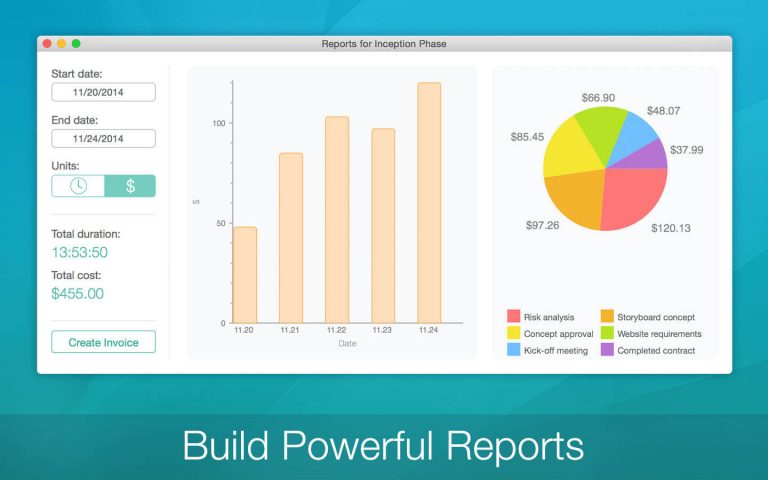 Reports for Inception Phase
Start date:
11/20/2014
End date:
11/24/2014
Units:
$
Total duration:
13:53:50
Total cost:
$455.00
Create Invoice
100
50
0
$
11.20
11.21
11.22
11.23
11.24
Date
$66.90
$48.07
$85.45
$37.99
$97.26
$120.13
Risk analysis
Storyboard concept
Concept approval
Website requirements
Kick-off meeting
Completed contract
Build Powerful Reports